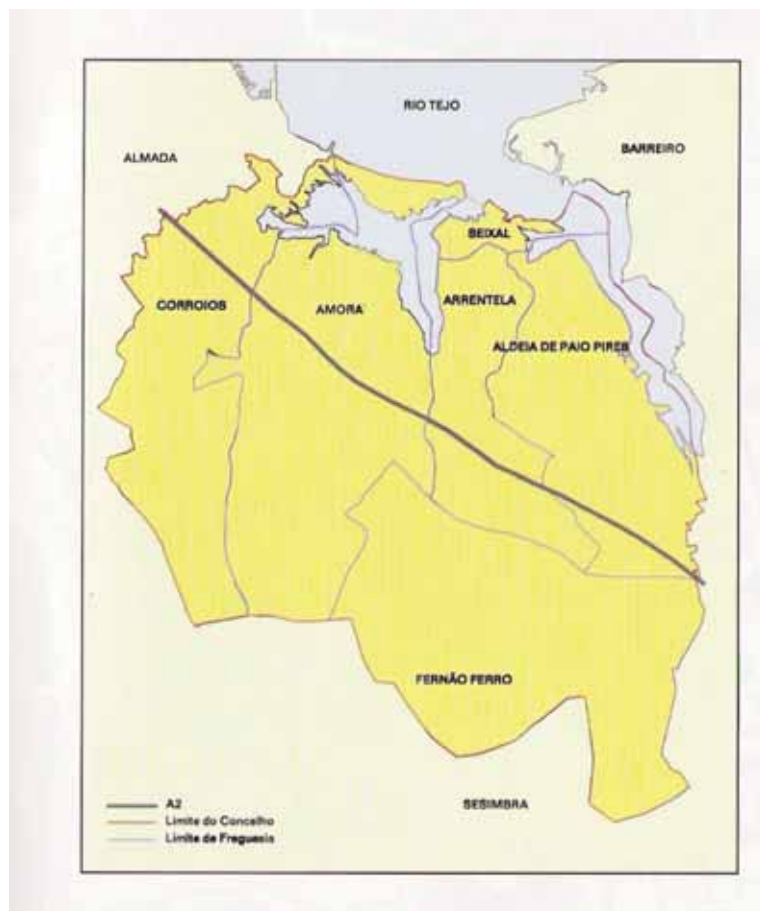 RIO TEJO
ALMADA
BARREIRO
SEIXAL
CORROIOS
AMORA
ARRENTELA
ALDEIA DE PAIO PIRES
FERNÃO FERRO
SESIMBRA
A2
Limite do Concelho
Limite de Freguesia